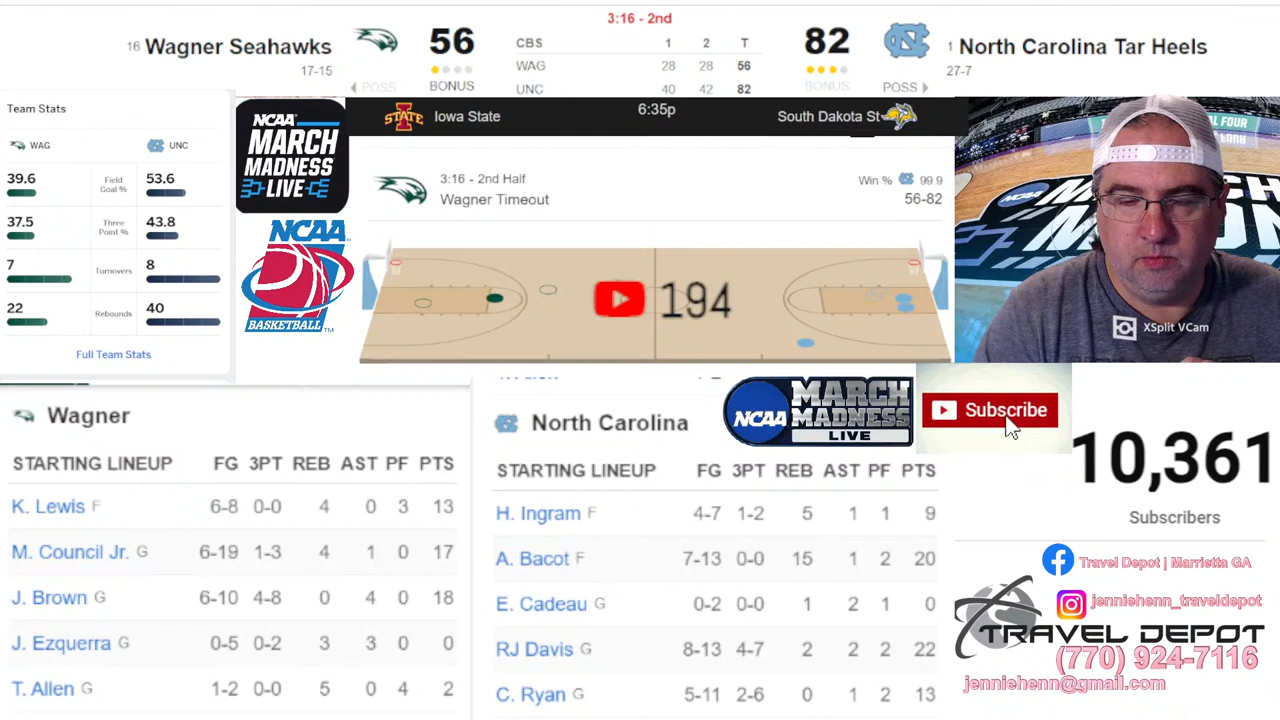 3:16 - 2nd
16 Wagner Seahawks
17-15
POSS
56
BONUS
CBS 1 2 T
WAG 28 28 56
UNC 40 42 82
82
BONUS
1 North Carolina Tar Heels
27-7
POSS
Team Stats
WAG UNC
39.6 Field Goal % 53.6
37.5 Three Point % 43.8
7 Turnovers 8
22 Rebounds 40
Full Team Stats
NCAA
MARCH
MADNESS
LIVE
NCAA
BASKETBALL
TM
STATE Iowa State 6:35p South Dakota St
3:16 - 2nd Half
Wagner Timeout
Win % 99.9
56-82
194
XSplit VCam
Wagner
STARTING LINEUP FG 3PT REB AST PF PTS
K. Lewis F 6-8 0-0 4 0 3 13
M. Council Jr. G 6-19 1-3 4 1 0 17
J. Brown G 6-10 4-8 0 4 0 18
J. Ezquerra G 0-5 0-2 3 3 0 0
T. Allen G 1-2 0-0 5 0 4 2
North Carolina
STARTING LINEUP FG 3PT REB AST PF PTS
H. Ingram F 4-7 1-2 5 1 1 9
A. Bacot F 7-13 0-0 15 1 2 20
E. Cadeau G 0-2 0-0 1 2 1 0
RJ Davis G 8-13 4-7 2 2 2 22
C. Ryan G 5-11 2-6 0 1 2 13
NCAA
MARCH
MADNESS
LIVE
Subscribe
10,361
Subscribers
Travel Depot | Marrietta GA
jenniehenn_traveldepot
TRAVEL DEPOT
(770) 924-7116
jenniehenn@gmail.com